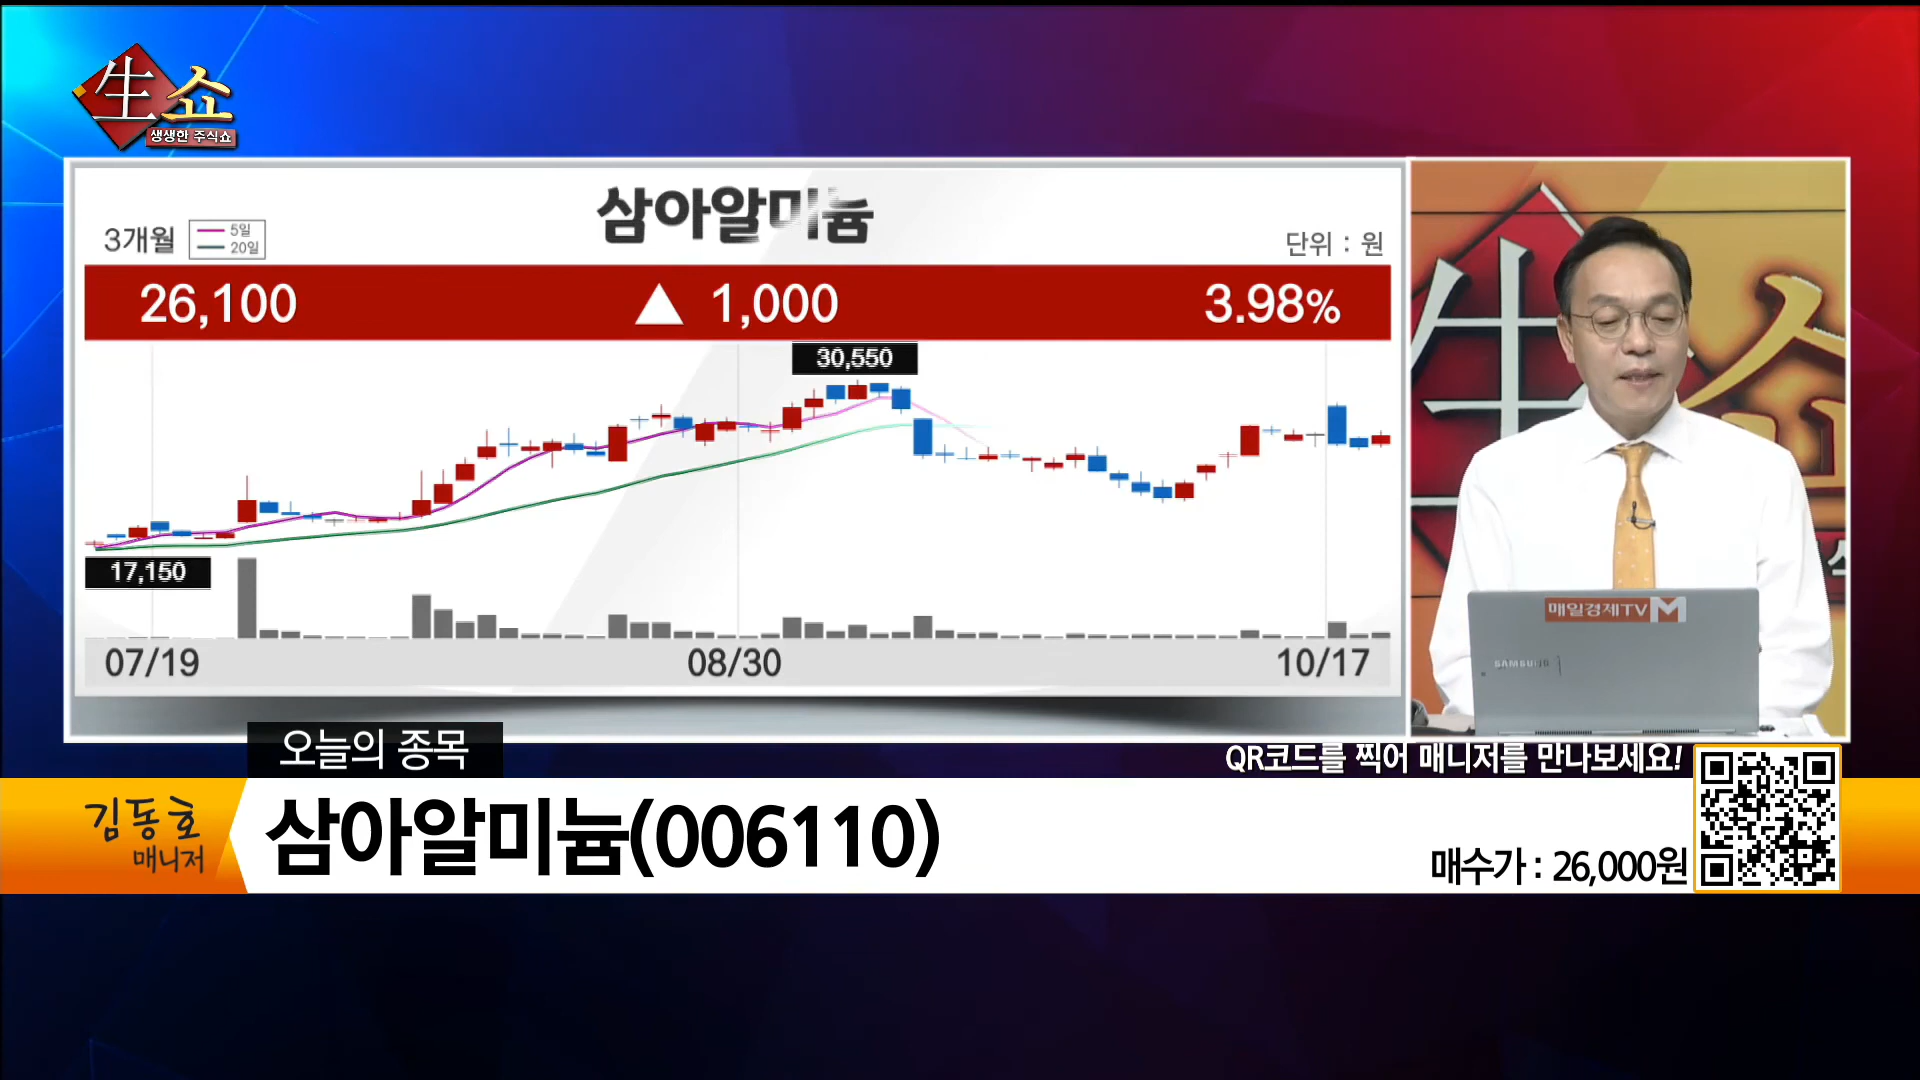 生쇼
생생한 주식쇼
삼아알미늄
3개월
5일
20일
단위 : 원
26,100 ▲ 1,000 3.98%
30,550
17,150
07/19 08/30 10/17
生쇼
매일경제TV M
SAMSUNG
오늘의 종목
QR코드를 찍어 매니저를 만나보세요!
김동호
매니저
삼아알미늄(006110)
매수가 : 26,000원